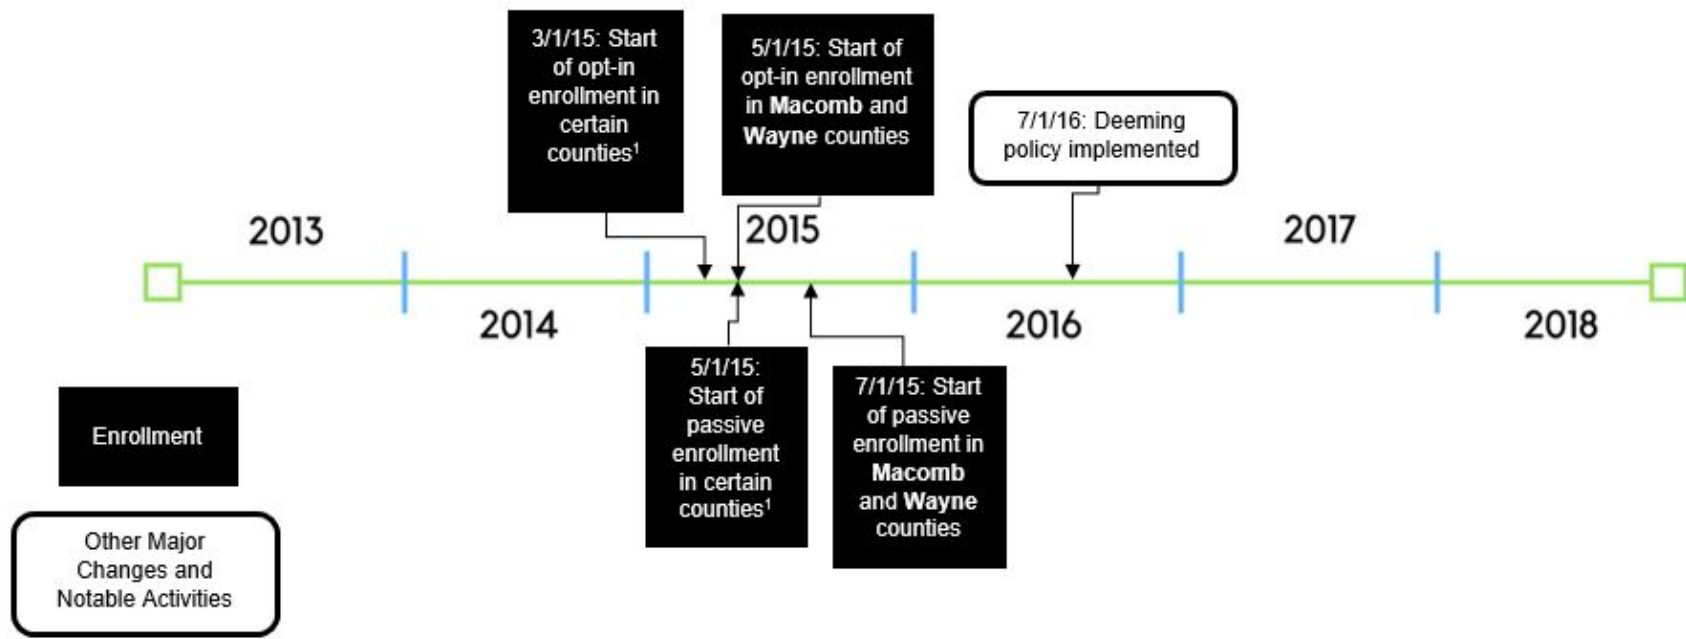 3/1/15: Start
of opt-in
enrollment in
certain
counties¹
5/1/15: Start of
opt-in enrollment
in Macomb and
Wayne counties
7/1/16: Deeming
policy implemented
2013
2014
2015
2016
2017
2018
5/1/15:
Start of
passive
enrollment
in certain
counties¹
7/1/15: Start
of passive
enrollment in
Macomb
and Wayne
counties
Enrollment
Other Major
Changes and
Notable Activities